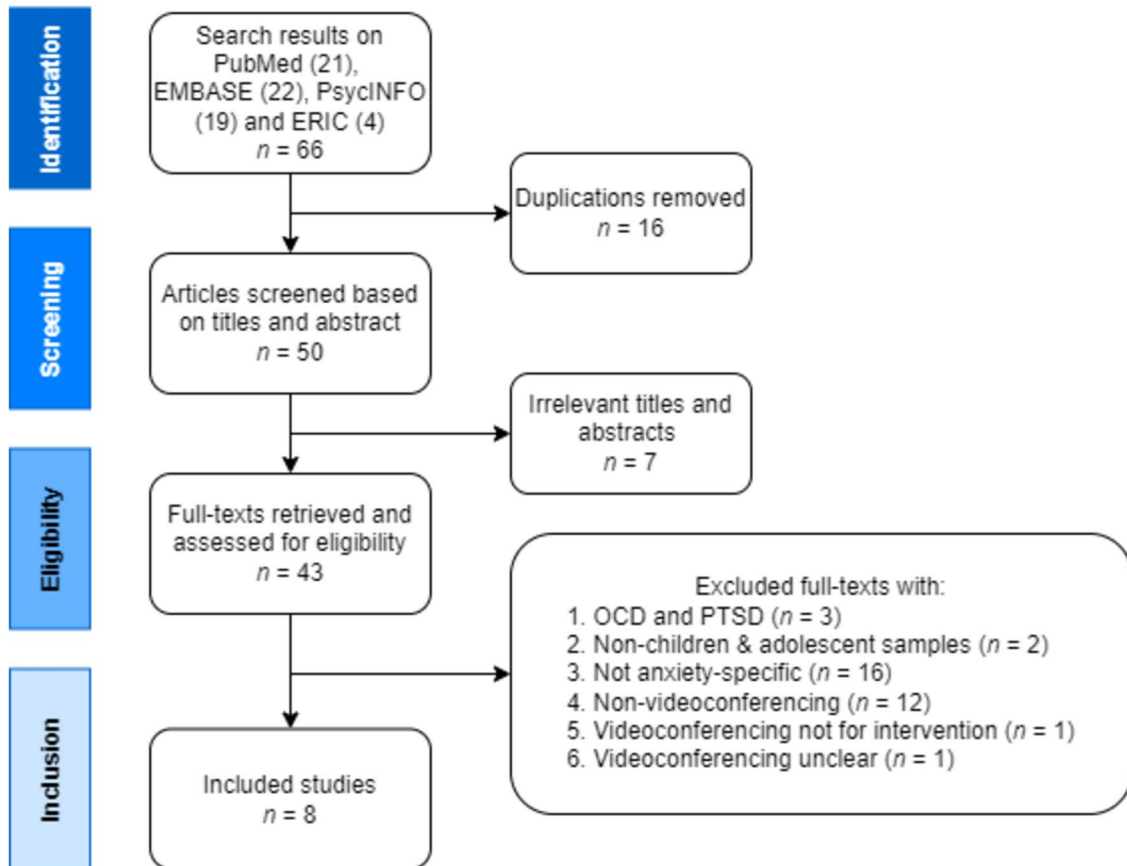 Identification
Search results on
PubMed (21),
EMBASE (22), PsycINFO
(19) and ERIC (4)
n = 66
Duplications removed
n = 16
Screening
Articles screened based
on titles and abstract
n = 50
Irrelevant titles and
abstracts
n = 7
Eligibility
Full-texts retrieved and
assessed for eligibility
n = 43
Excluded full-texts with:
1. OCD and PTSD (n = 3)
2. Non-children & adolescent samples (n = 2)
3. Not anxiety-specific (n = 16)
4. Non-videoconferencing (n = 12)
5. Videoconferencing not for intervention (n = 1)
6. Videoconferencing unclear (n = 1)
Inclusion
Included studies
n = 8